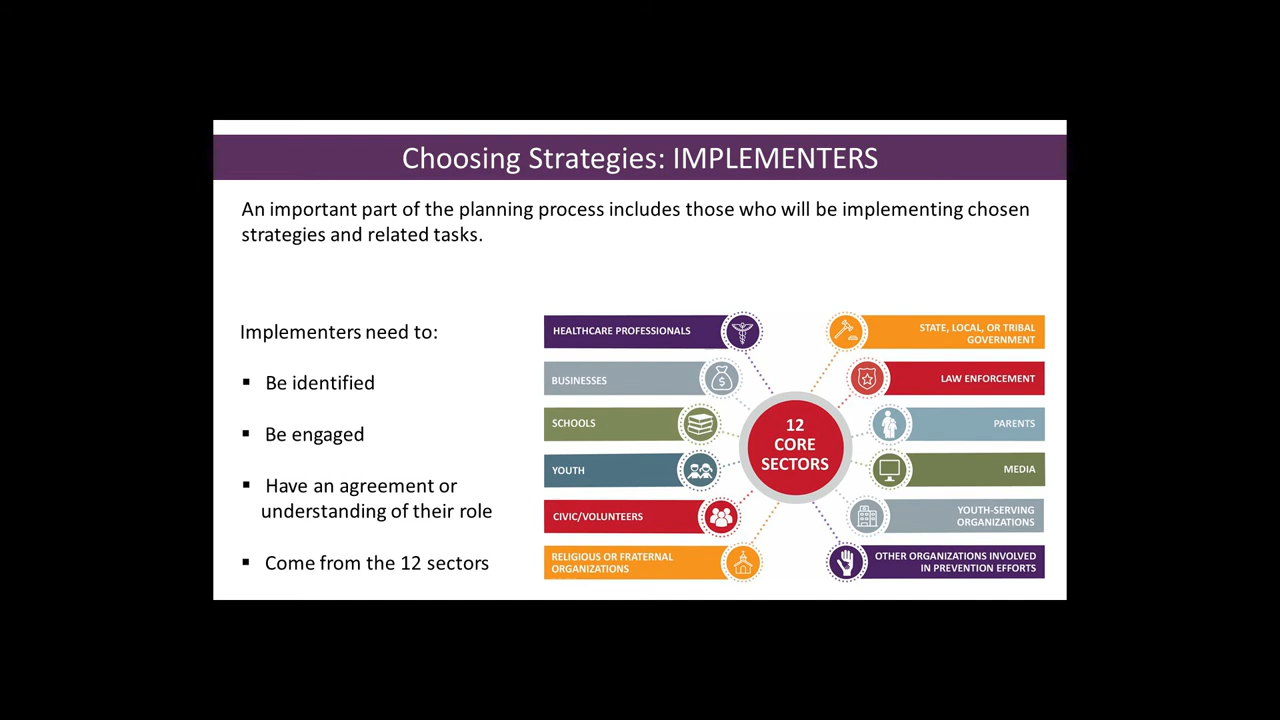 Choosing Strategies: IMPLEMENTERS
An important part of the planning process includes those who will be implementing chosen
strategies and related tasks.
Implementers need to:
▪ Be identified
▪ Be engaged
▪ Have an agreement or
understanding of their role
▪ Come from the 12 sectors
HEALTHCARE PROFESSIONALS
BUSINESSES
SCHOOLS
YOUTH
CIVIC/VOLUNTEERS
RELIGIOUS OR FRATERNAL
ORGANIZATIONS
12
CORE
SECTORS
STATE, LOCAL, OR TRIBAL
GOVERNMENT
LAW ENFORCEMENT
PARENTS
MEDIA
YOUTH-SERVING
ORGANIZATIONS
OTHER ORGANIZATIONS INVOLVED
IN PREVENTION EFFORTS